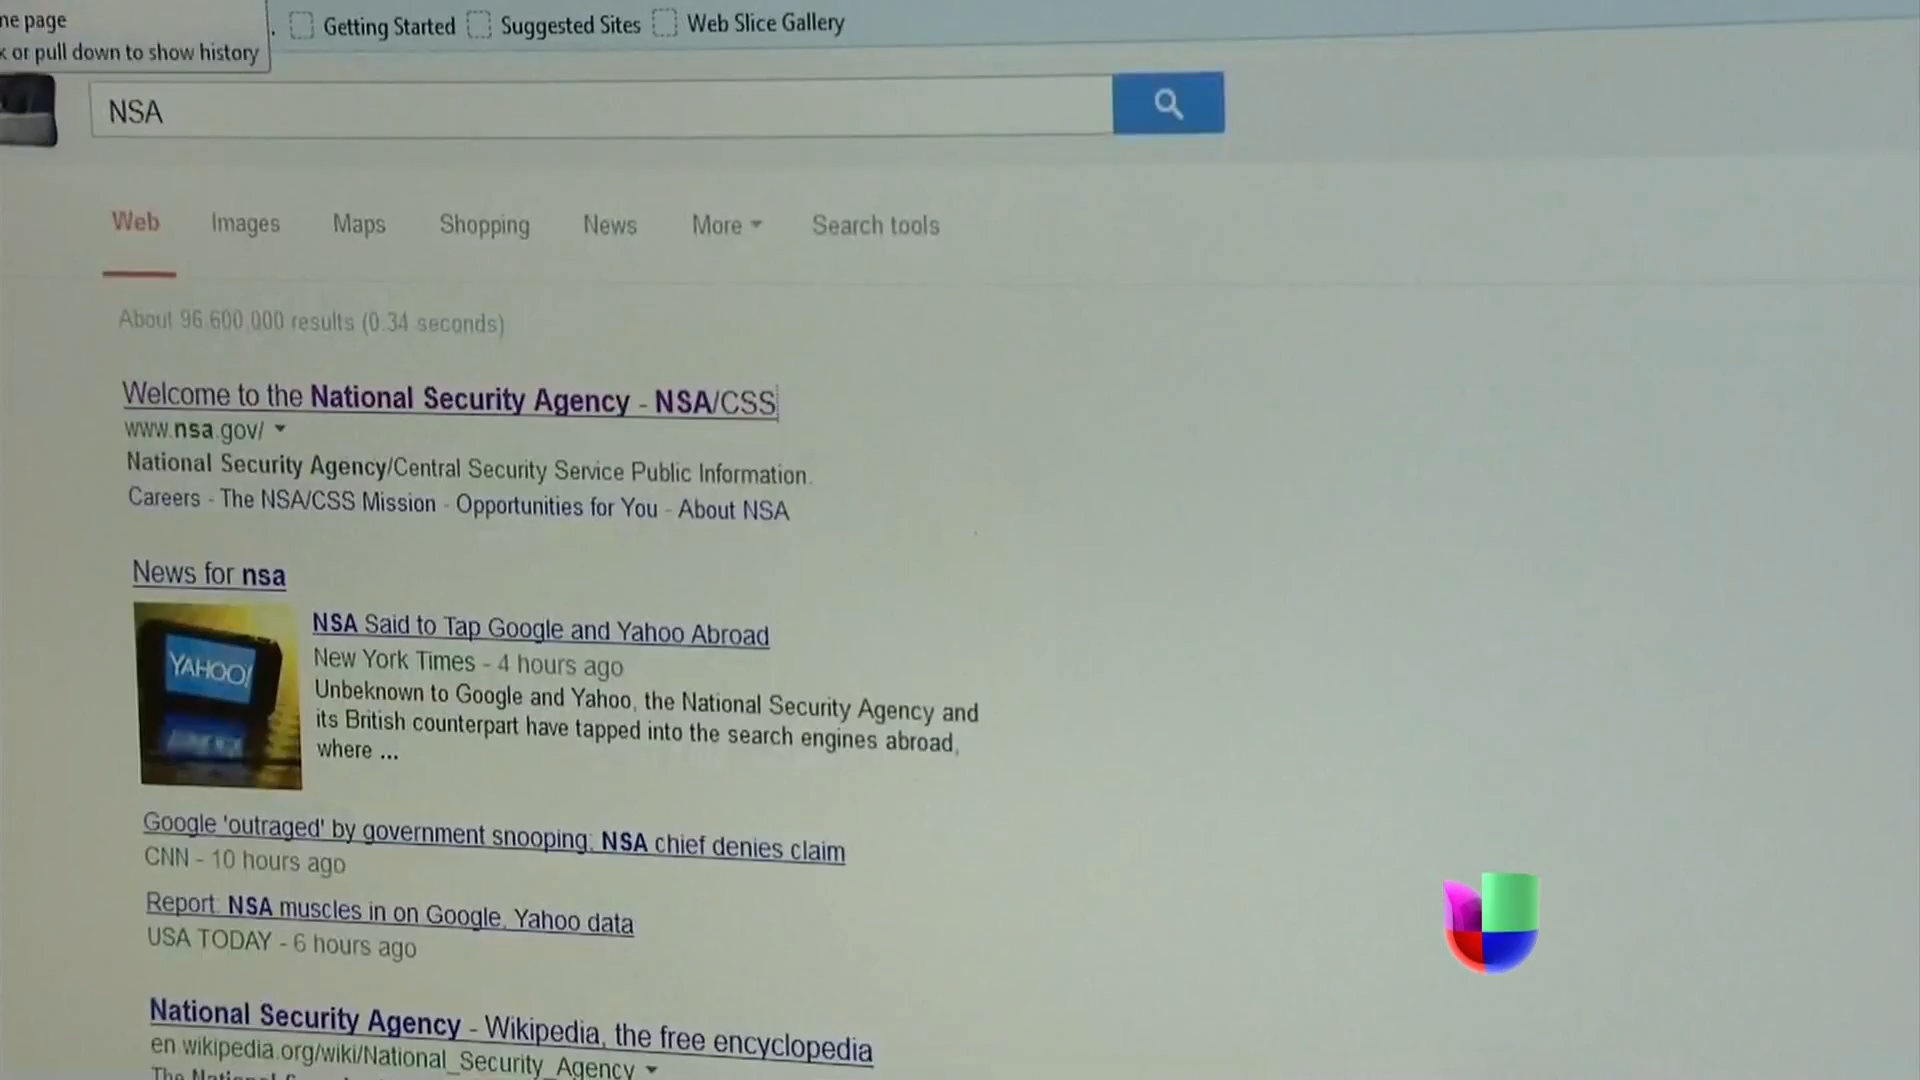 ne page
Getting Started Suggested Sites Web Slice Gallery
or pull down to show history
NSA
Web Images Maps Shopping News More Search tools
About 96,600,000 results (0.34 seconds)
Welcome to the National Security Agency - NSA/CSS
www.nsa.gov/
National Security Agency/Central Security Service Public Information.
Careers - The NSA/CSS Mission - Opportunities for You - About NSA
News for nsa
YAHOO!
NSA Said to Tap Google and Yahoo Abroad
New York Times - 4 hours ago
Unbeknown to Google and Yahoo, the National Security Agency and
its British counterpart have tapped into the search engines abroad,
where ...
Google 'outraged' by government snooping; NSA chief denies claim
CNN - 10 hours ago
Report: NSA muscles in on Google, Yahoo data
USA TODAY - 6 hours ago
National Security Agency - Wikipedia, the free encyclopedia
en.wikipedia.org/wiki/National_Security_Agency